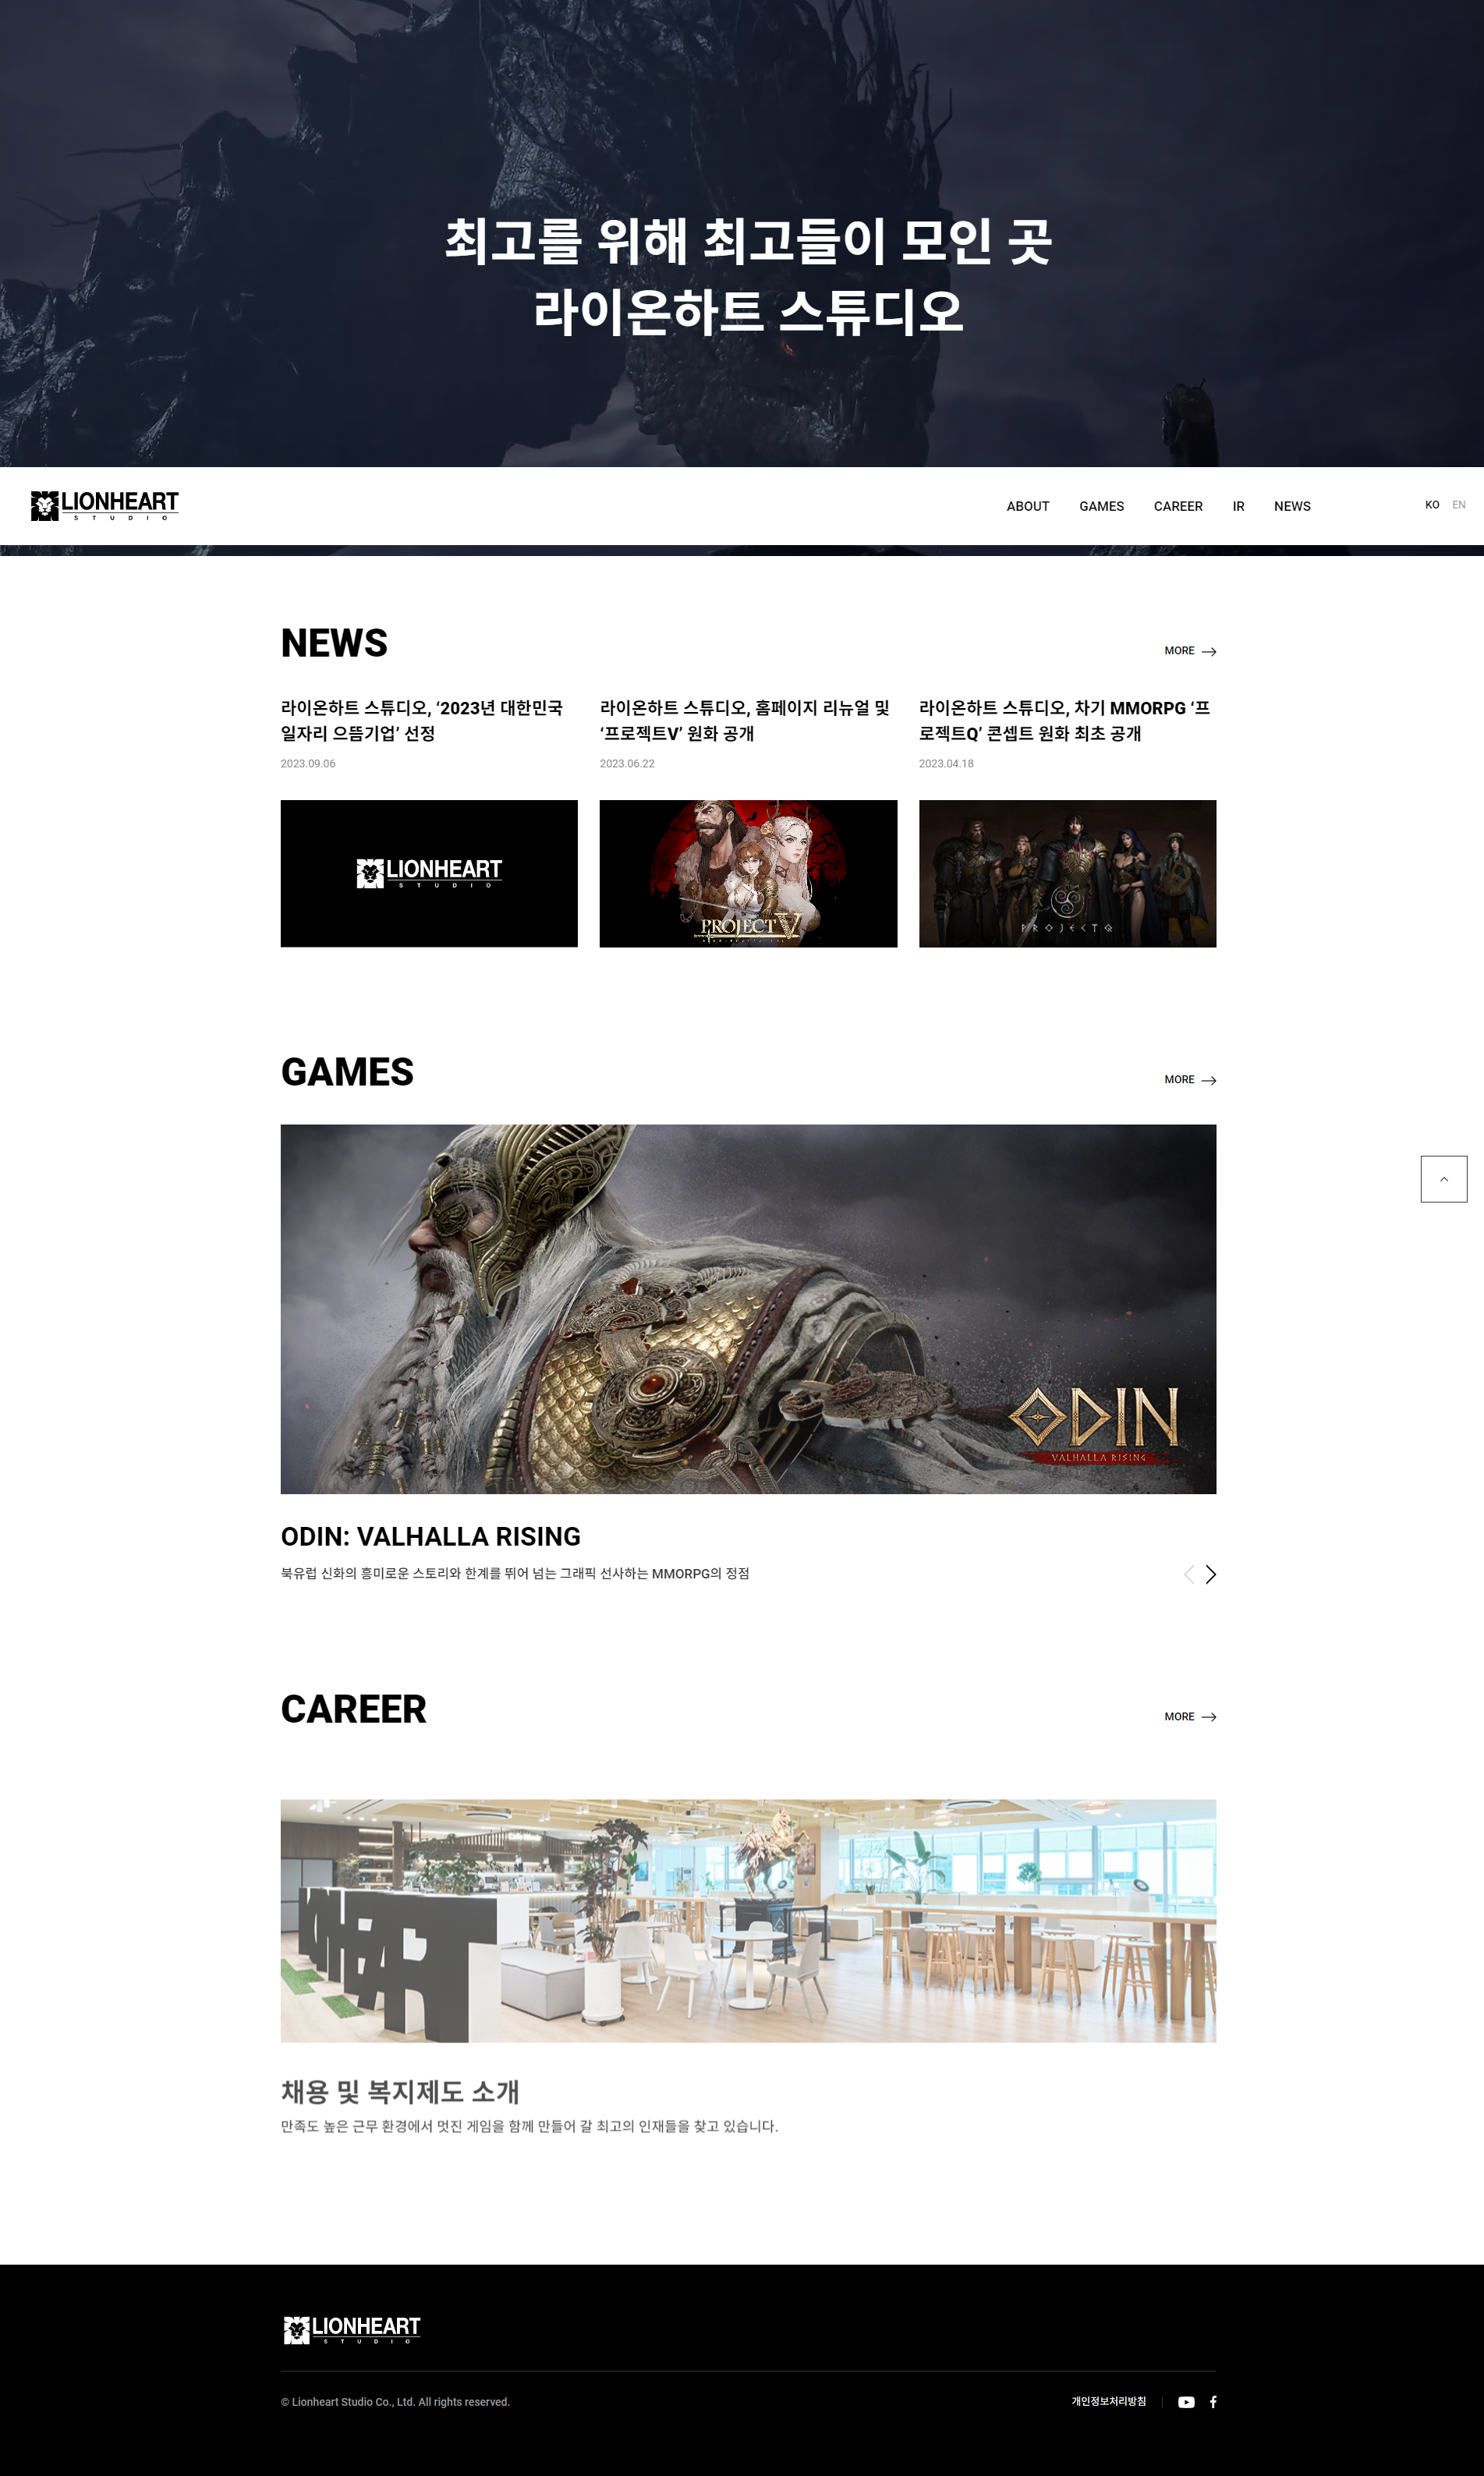 최고를 위해 최고들이 모인 곳
라이온하트 스튜디오
LIONHEART
STUDIO
ABOUT GAMES CAREER IR NEWS KO EN
NEWS
MORE
라이온하트 스튜디오, ‘2023년 대한민국
일자리 으뜸기업’ 선정
2023.09.06
라이온하트 스튜디오, 홈페이지 리뉴얼 및
‘프로젝트V’ 원화 공개
2023.06.22
라이온하트 스튜디오, 차기 MMORPG ‘프
로젝트Q’ 콘셉트 원화 최초 공개
2023.04.18
LIONHEART
STUDIO
PROJECT V
PROJECTQ
GAMES
MORE
ODIN
VALHALLA RISING
ODIN: VALHALLA RISING
북유럽 신화의 흥미로운 스토리와 한계를 뛰어 넘는 그래픽 선사하는 MMORPG의 정점
CAREER
MORE
채용 및 복지제도 소개
만족도 높은 근무 환경에서 멋진 게임을 함께 만들어 갈 최고의 인재들을 찾고 있습니다.
LIONHEART
STUDIO
© Lionheart Studio Co., Ltd. All rights reserved.
개인정보처리방침